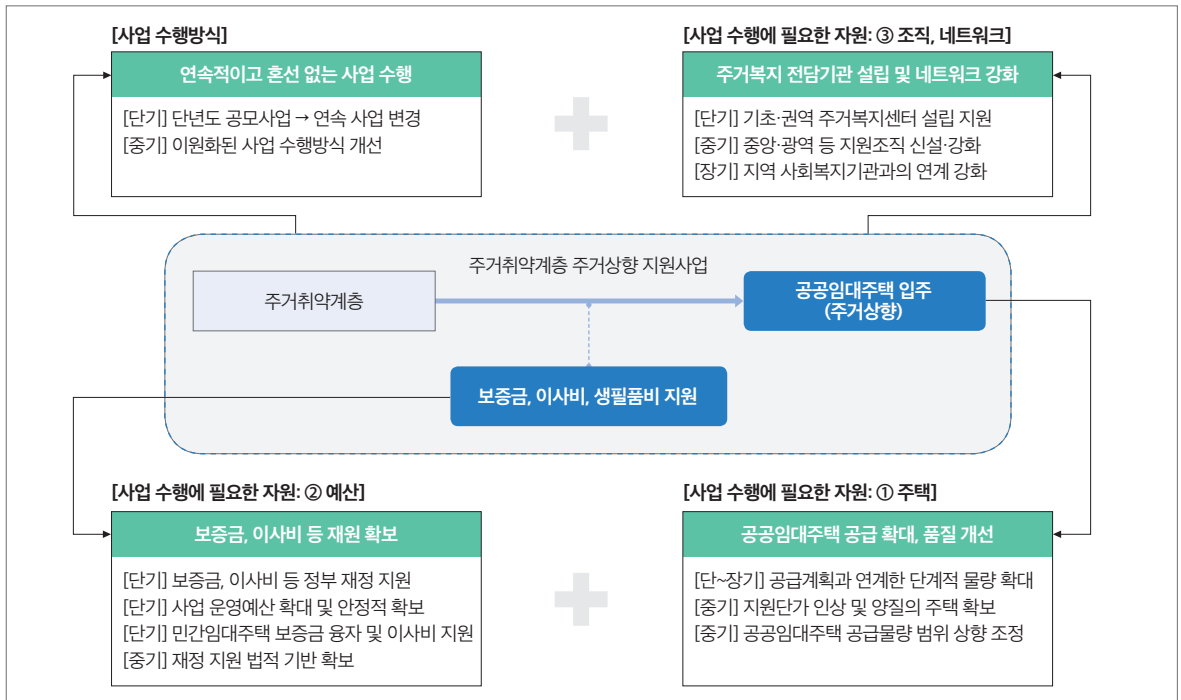 [사업 수행방식]
연속적이고 혼선 없는 사업 수행
[단기] 단년도 공모사업 → 연속 사업 변경
[중기] 이원화된 사업 수행방식 개선
[사업 수행에 필요한 자원: ③ 조직, 네트워크]
주거복지 전담기관 설립 및 네트워크 강화
[단기] 기초·권역 주거복지센터 설립 지원
[중기] 중앙·광역 등 지원조직 신설·강화
[장기] 지역 사회복지기관과의 연계 강화
주거취약계층 주거상향 지원사업
주거취약계층
공공임대주택 입주
(주거상향)
보증금, 이사비, 생필품비 지원
[사업 수행에 필요한 자원: ② 예산]
보증금, 이사비 등 재원 확보
[단기] 보증금, 이사비 등 정부 재정 지원
[단기] 사업 운영예산 확대 및 안정적 확보
[단기] 민간임대주택 보증금 융자 및 이사비 지원
[중기] 재정 지원 법적 기반 확보
[사업 수행에 필요한 자원: ① 주택]
공공임대주택 공급 확대, 품질 개선
[단~장기] 공급계획과 연계한 단계적 물량 확대
[중기] 지원단가 인상 및 양질의 주택 확보
[중기] 공공임대주택 공급물량 범위 상향 조정